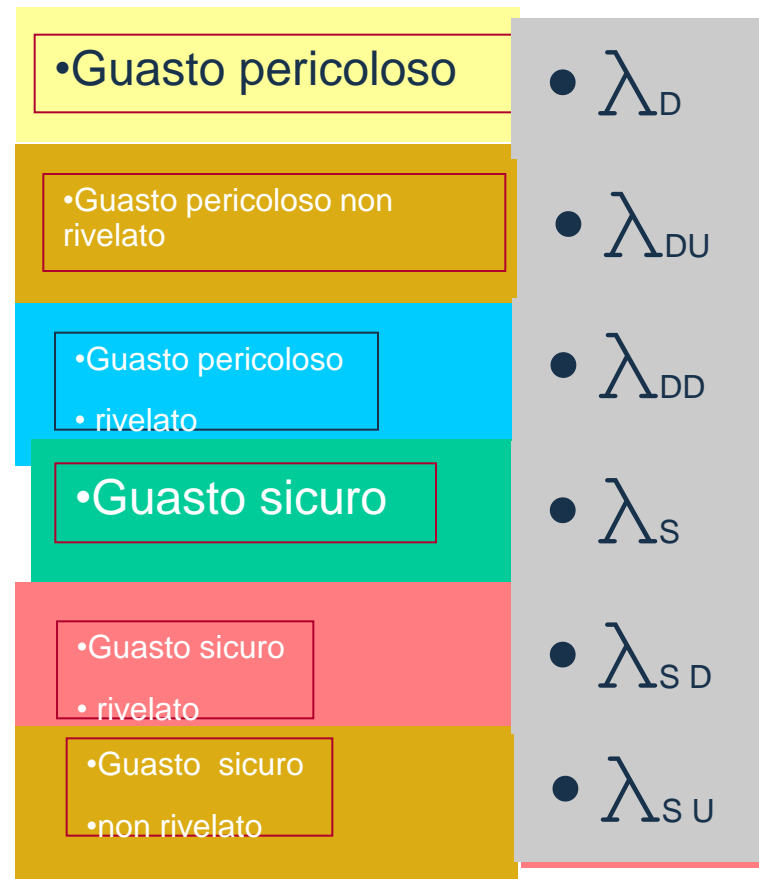 •Guasto pericoloso
• λD
•Guasto pericoloso non
rivelato
• λDU
•Guasto pericoloso
• rivelato
• λDD
•Guasto sicuro
• λS
•Guasto sicuro
• rivelato
• λS D
•Guasto sicuro
•non rivelato
• λS U